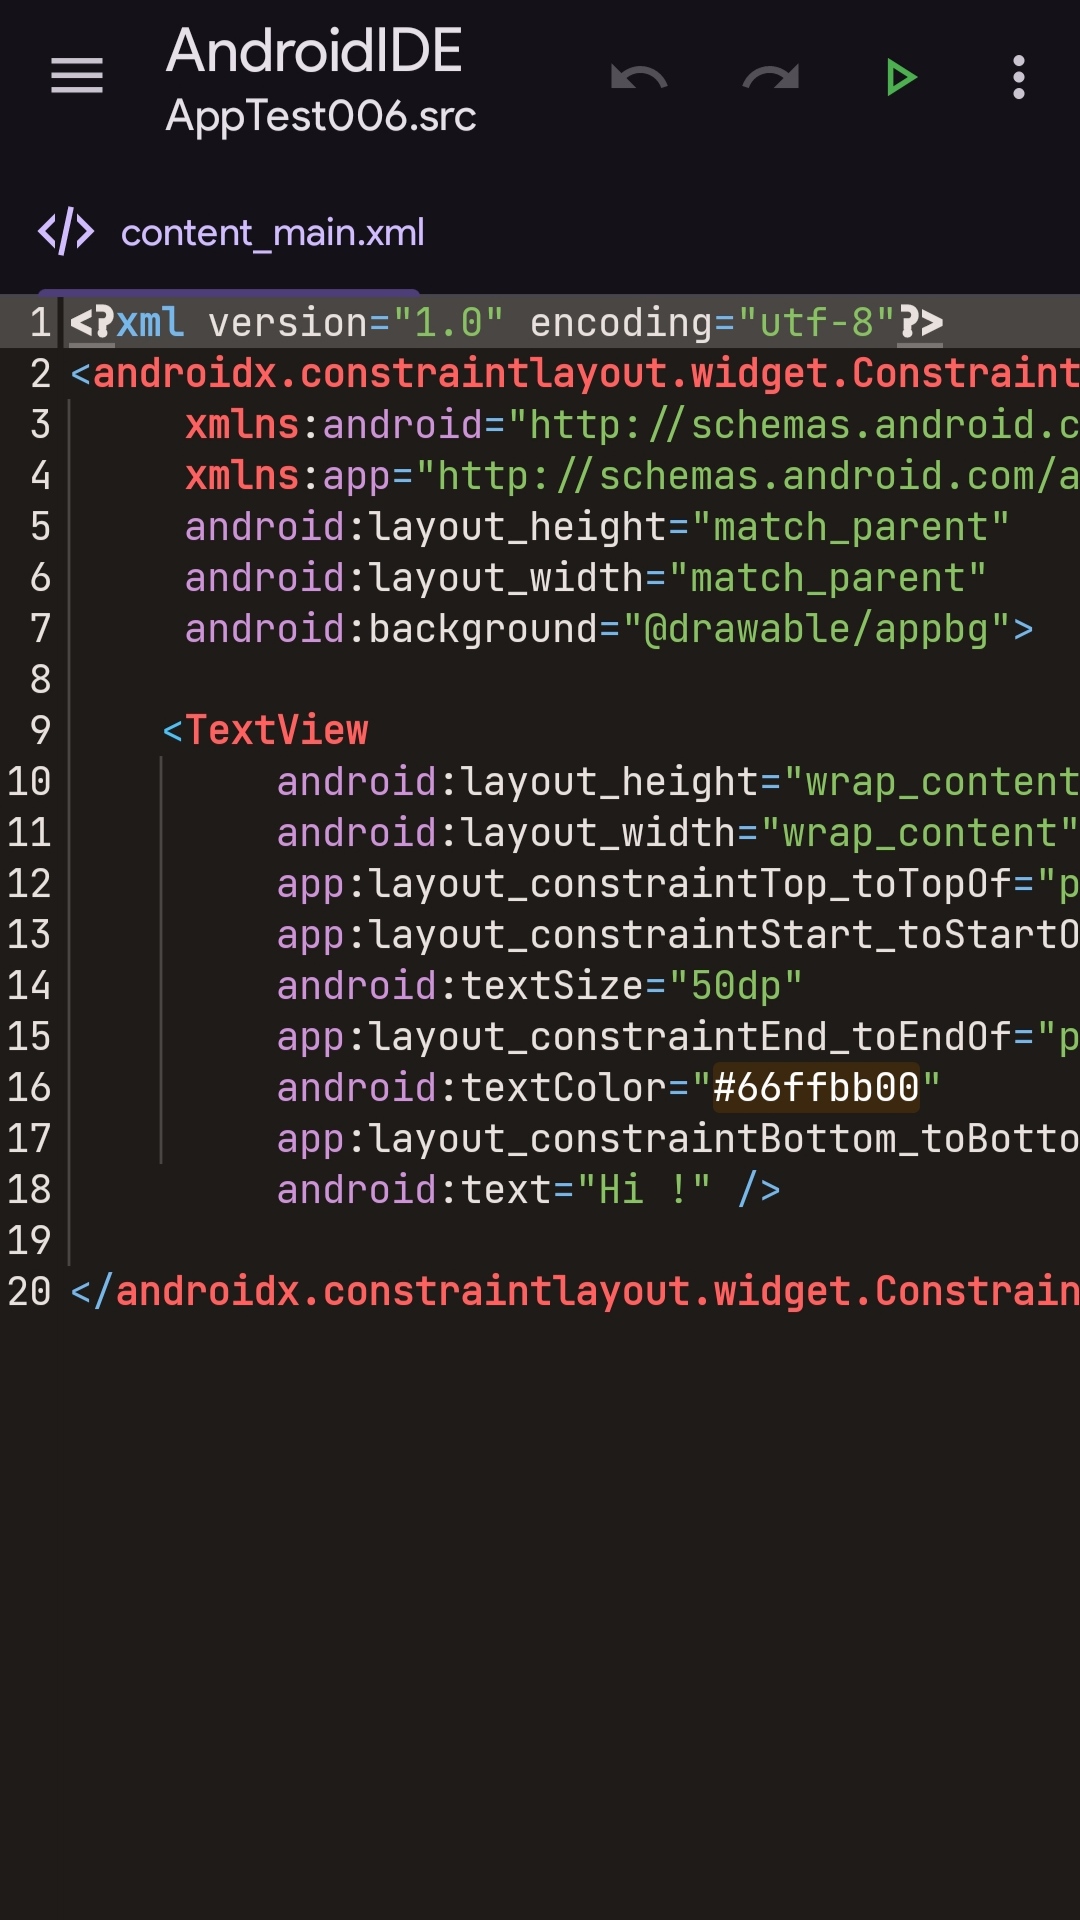 AndroidIDE
AppTest006.src
</> content_main.xml
1 <?xml version="1.0" encoding="utf-8"?>
2 <androidx.constraintlayout.widget.Constraint
3 xmlns:android="http://schemas.android.c
4 xmlns:app="http://schemas.android.com/a
5 android:layout_height="match_parent"
6 android:layout_width="match_parent"
7 android:background="@drawable/appbg">
8
9 <TextView
10 android:layout_height="wrap_content
11 android:layout_width="wrap_content"
12 app:layout_constraintTop_toTopOf="p
13 app:layout_constraintStart_toStartO
14 android:textSize="50dp"
15 app:layout_constraintEnd_toEndOf="p
16 android:textColor="#66ffbb00"
17 app:layout_constraintBottom_toBotto
18 android:text="Hi !" />
19
20 </androidx.constraintlayout.widget.Constrain